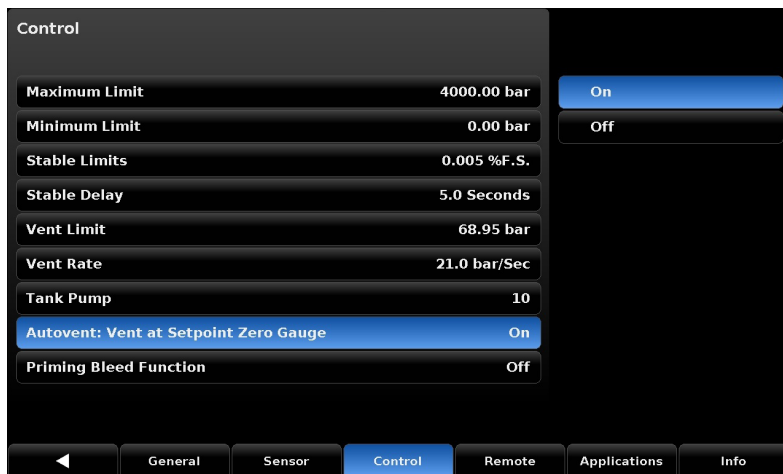 Control
Maximum Limit 4000.00 bar
On
Minimum Limit 0.00 bar
Off
Stable Limits 0.005 %F.S.
Stable Delay 5.0 Seconds
Vent Limit 68.95 bar
Vent Rate 21.0 bar/Sec
Tank Pump 10
Autovent: Vent at Setpoint Zero Gauge On
Priming Bleed Function Off
General Sensor Control Remote Applications Info